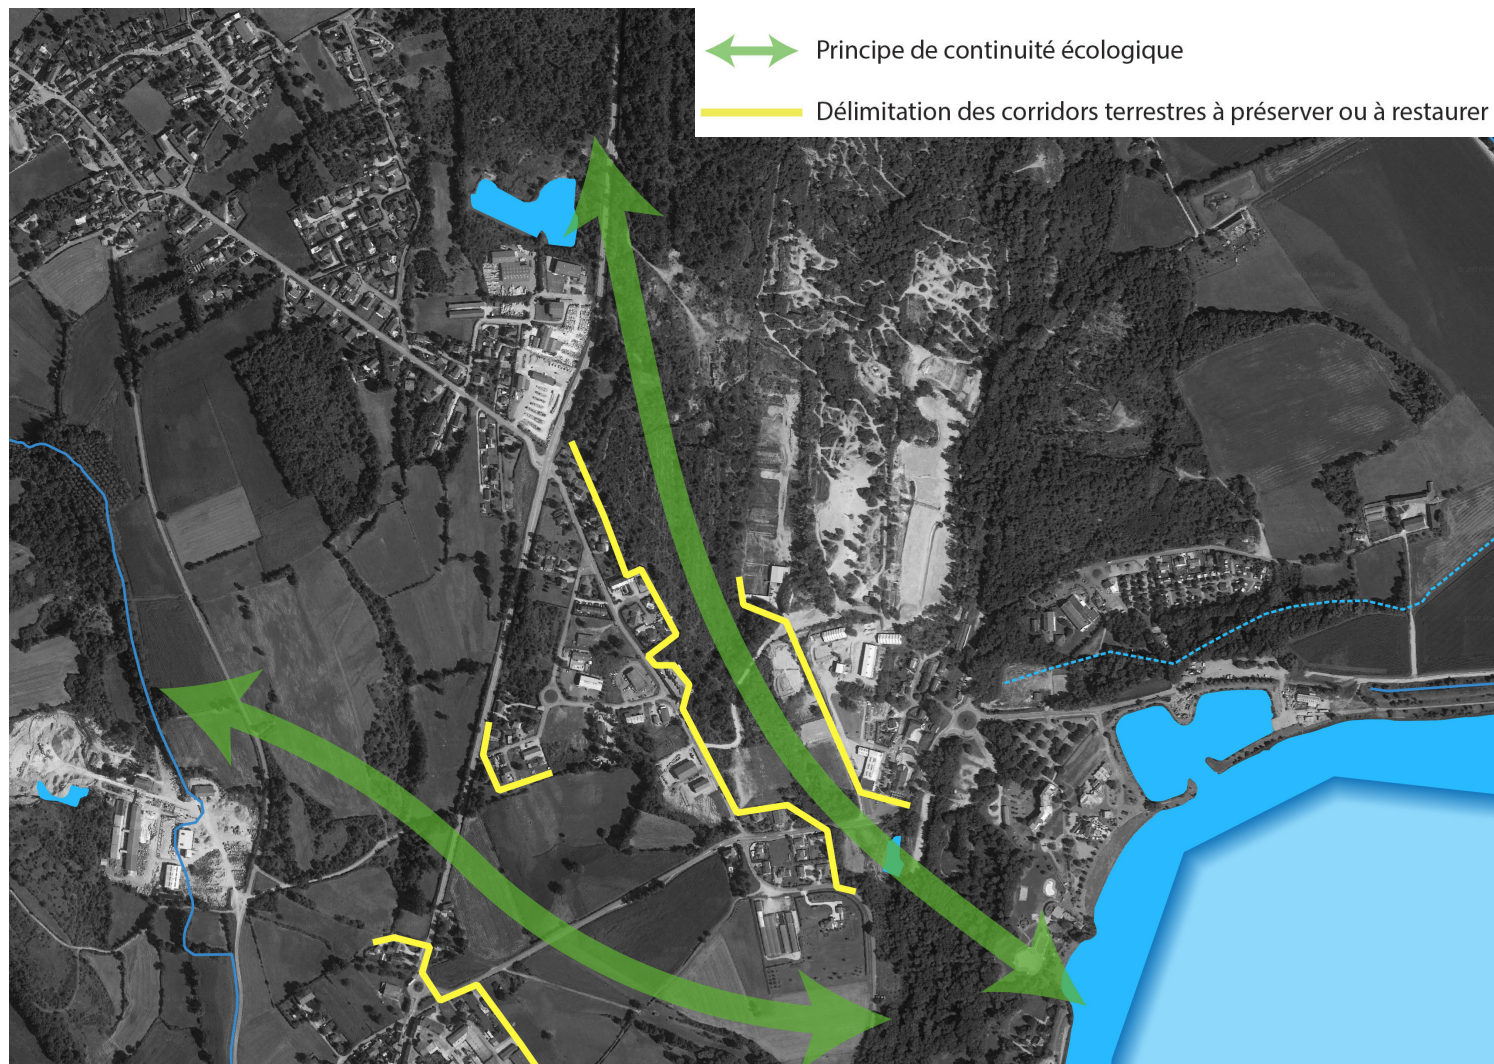 Principe de continuité écologique
Délimitation des corridors terrestres à préserver ou à restaurer